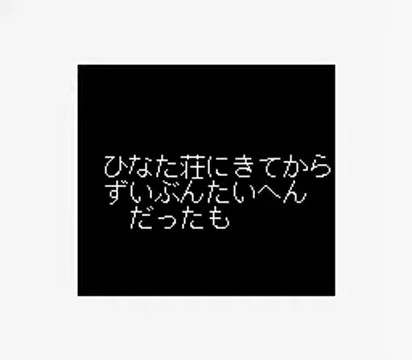 ひなた荘にきてから
ずいぶんたいへん
だったも